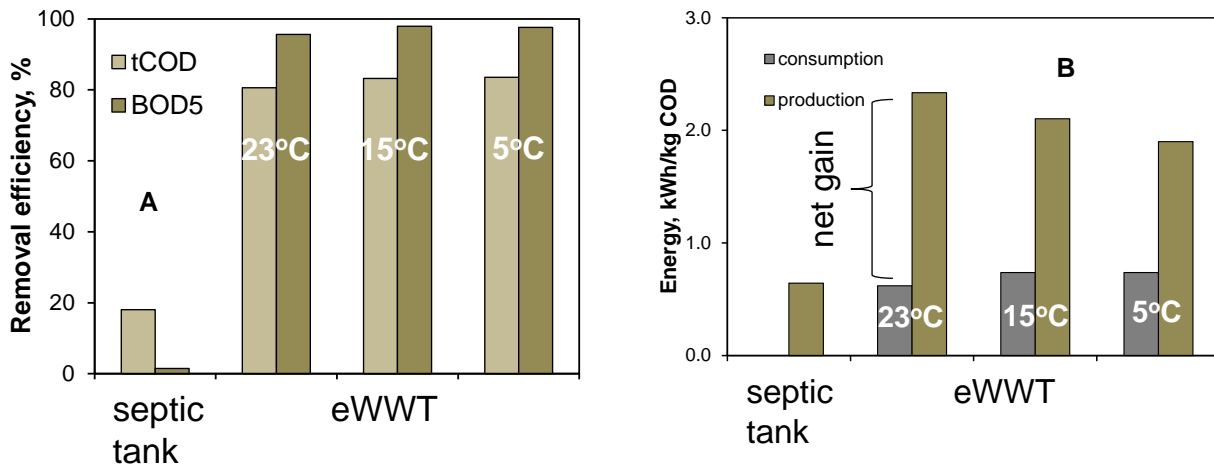 Removal efficiency, %
100
80
60
40
20
0
tCOD
BOD5
A
23°C
15°C
5°C
septic
tank
eWWT
Energy, kWh/kg COD
3.0
2.0
1.0
0.0
consumption
production
B
net gain
23°C
15°C
5°C
septic
tank
eWWT